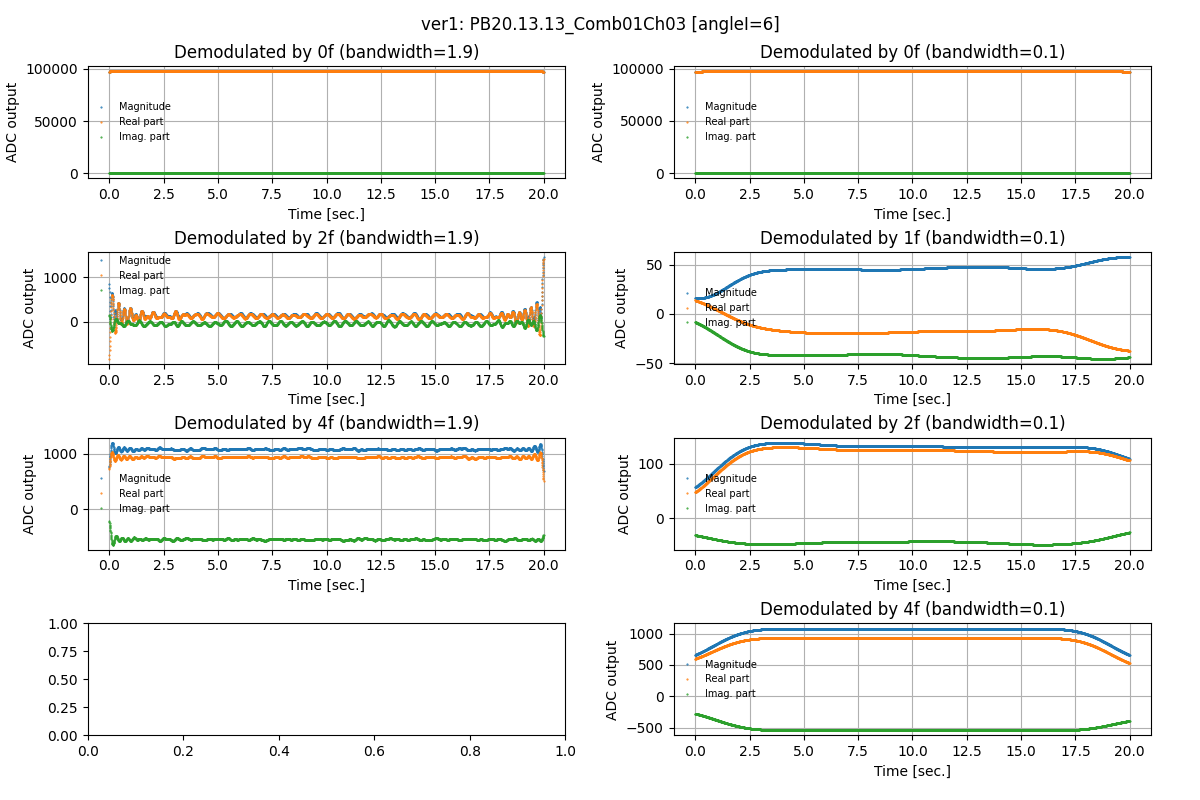 ver1: PB20.13.13_Comb01Ch03 [angleI=6]
Demodulated by 0f (bandwidth=1.9)
ADC output
100000
50000
0
Magnitude
Real part
Imag. part
0.0 2.5 5.0 7.5 10.0 12.5 15.0 17.5 20.0
Time [sec.]
Demodulated by 0f (bandwidth=0.1)
ADC output
100000
50000
0
Magnitude
Real part
Imag. part
0.0 2.5 5.0 7.5 10.0 12.5 15.0 17.5 20.0
Time [sec.]
Demodulated by 2f (bandwidth=1.9)
ADC output
1000
0
Magnitude
Real part
Imag. part
0.0 2.5 5.0 7.5 10.0 12.5 15.0 17.5 20.0
Time [sec.]
Demodulated by 1f (bandwidth=0.1)
ADC output
50
0
−50
Magnitude
Real part
Imag. part
0.0 2.5 5.0 7.5 10.0 12.5 15.0 17.5 20.0
Time [sec.]
Demodulated by 4f (bandwidth=1.9)
ADC output
1000
0
Magnitude
Real part
Imag. part
0.0 2.5 5.0 7.5 10.0 12.5 15.0 17.5 20.0
Time [sec.]
Demodulated by 2f (bandwidth=0.1)
ADC output
100
0
Magnitude
Real part
Imag. part
0.0 2.5 5.0 7.5 10.0 12.5 15.0 17.5 20.0
Time [sec.]
1.00
0.75
0.50
0.25
0.00
0.0 0.2 0.4 0.6 0.8 1.0
Demodulated by 4f (bandwidth=0.1)
ADC output
1000
500
0
−500
Magnitude
Real part
Imag. part
0.0 2.5 5.0 7.5 10.0 12.5 15.0 17.5 20.0
Time [sec.]